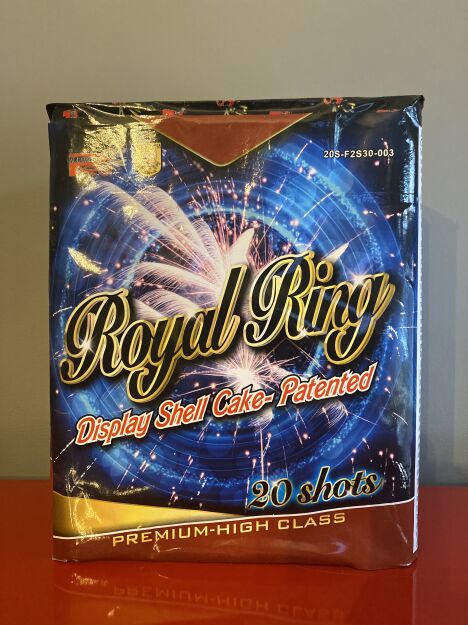 20S-F2S30-003
Royal Ring
Display Shell Cake- Patented
20 shots
PREMIUM-HIGH CLASS